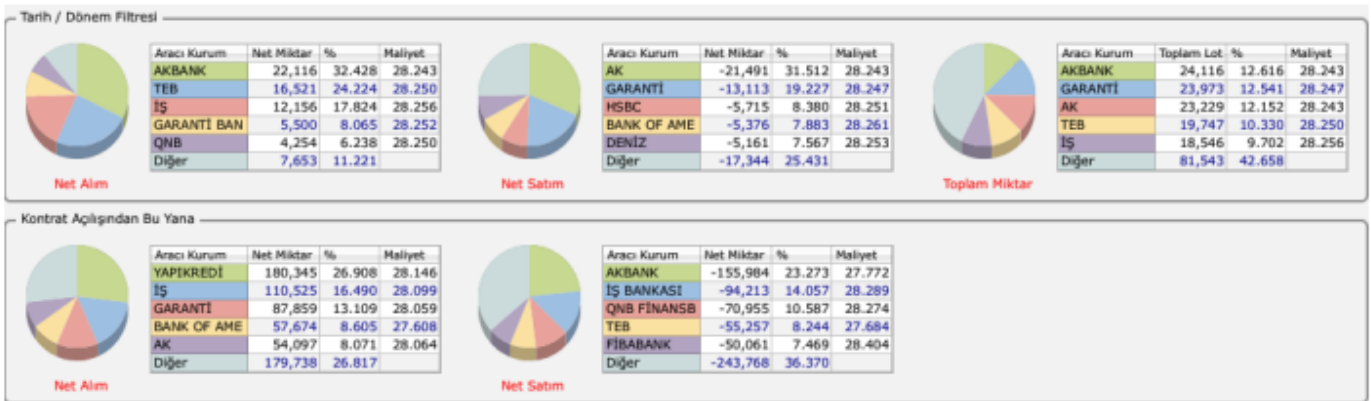 Tarih / Dönem Filtresi
Aracı Kurum Net Miktar % Maliyet
AKBANK 22,116 32.428 28.243
TEB 16,521 24.224 28.250
İŞ 12,156 17.824 28.256
GARANTİ BAN 5,500 8.065 28.252
QNB 4,254 6.238 28.250
Diğer 7,653 11.221
Net Alım
Aracı Kurum Net Miktar % Maliyet
AK -21,491 31.512 28.243
GARANTİ -13,113 19.227 28.247
HSBC -5,715 8.380 28.251
BANK OF AME -5,376 7.883 28.261
DENİZ -5,161 7.567 28.253
Diğer -17,344 25.431
Net Satım
Aracı Kurum Toplam Lot % Maliyet
AKBANK 24,116 12.616 28.243
GARANTİ 23,973 12.541 28.247
AK 23,229 12.152 28.243
TEB 19,747 10.330 28.250
İŞ 18,546 9.702 28.256
Diğer 81,543 42.658
Toplam Miktar
Kontrat Açılışından Bu Yana
Aracı Kurum Net Miktar % Maliyet
YAPIKREDİ 180,345 26.908 28.146
İŞ 110,525 16.490 28.099
GARANTİ 87,859 13.109 28.059
BANK OF AME 57,674 8.605 27.608
AK 54,097 8.071 28.064
Diğer 179,738 26.817
Net Alım
Aracı Kurum Net Miktar % Maliyet
AKBANK -155,984 23.273 27.772
İŞ BANKASI -94,213 14.057 28.289
QNB FİNANSB -70,955 10.587 28.274
TEB -55,257 8.244 27.684
FİBABANK -50,061 7.469 28.404
Diğer -243,768 36.370
Net Satım